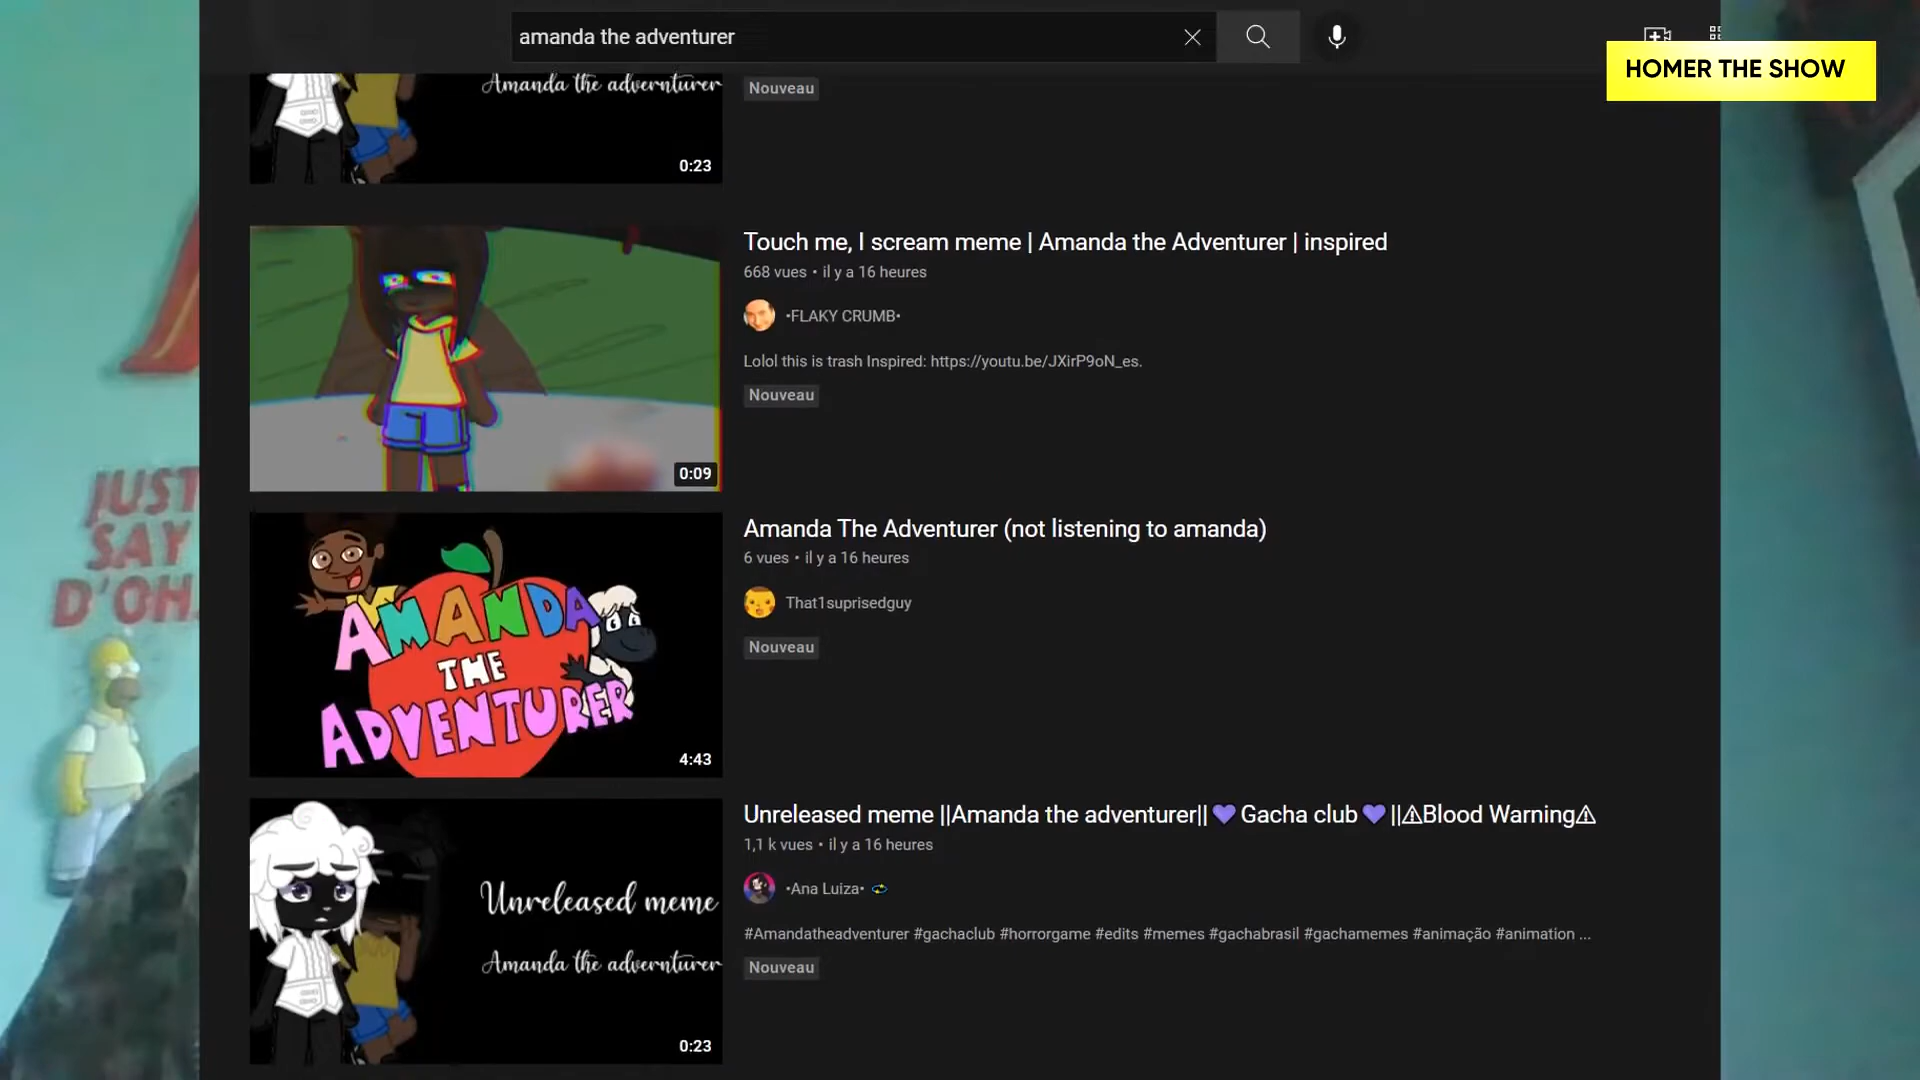 amanda the adventurer
HOMER THE SHOW
Amanda the advernturer
0:23
Nouveau
Touch me, I scream meme | Amanda the Adventurer | inspired
668 vues • il y a 16 heures
•FLAKY CRUMB•
Lolol this is trash Inspired: https://youtu.be/JXirP9oN_es.
Nouveau
0:09
JUST
SAY
D'OH.
AMANDA
THE
ADVENTURER
4:43
Amanda The Adventurer (not listening to amanda)
6 vues • il y a 16 heures
That1suprisedguy
Nouveau
Unreleased meme
Amanda the advernturer
0:23
Unreleased meme ||Amanda the adventurer||💜Gacha club💜||⚠Blood Warning⚠
1,1 k vues • il y a 16 heures
•Ana Luiza•
#Amandatheadventurer #gachaclub #horrorgame #edits #memes #gachabrasil #gachamemes #animação #animation ...
Nouveau